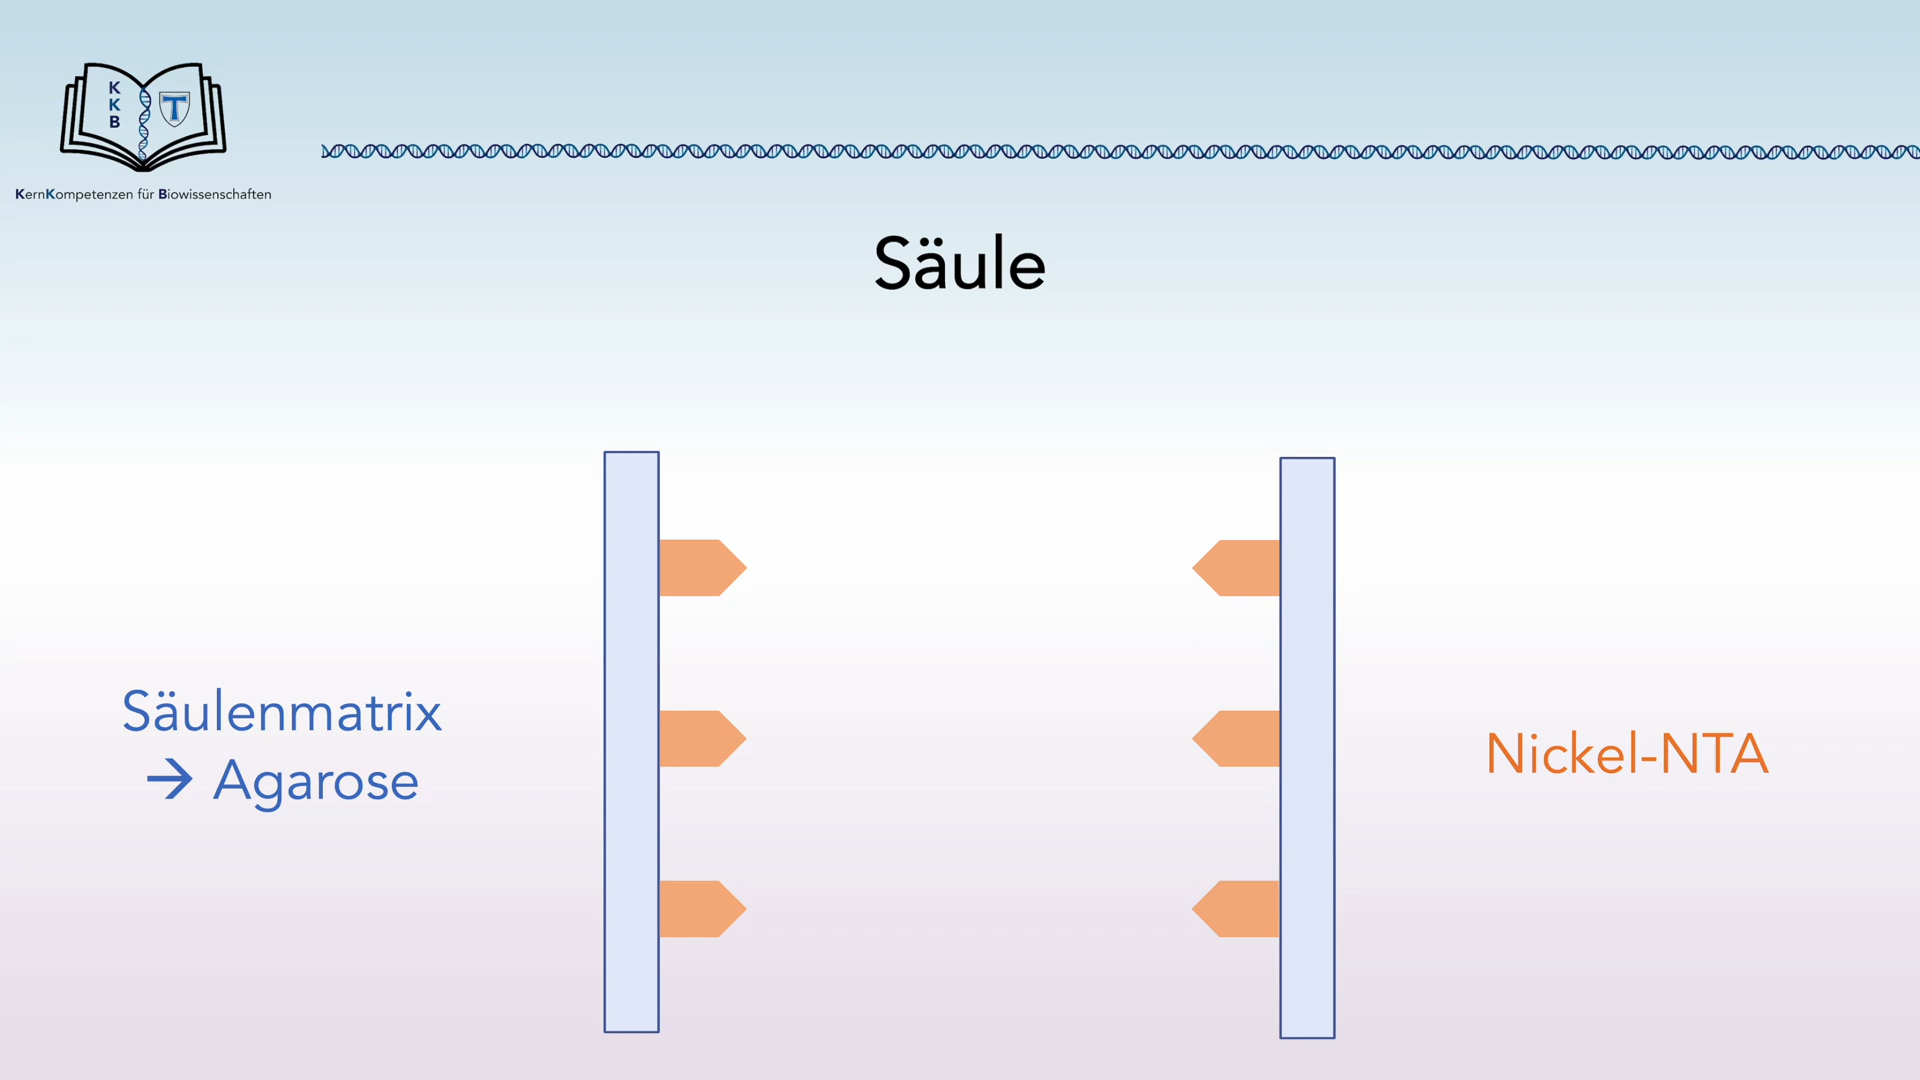 K
K
B
T
KernKompetenzen für Biowissenschaften
Säule
Säulenmatrix
→ Agarose
Nickel-NTA